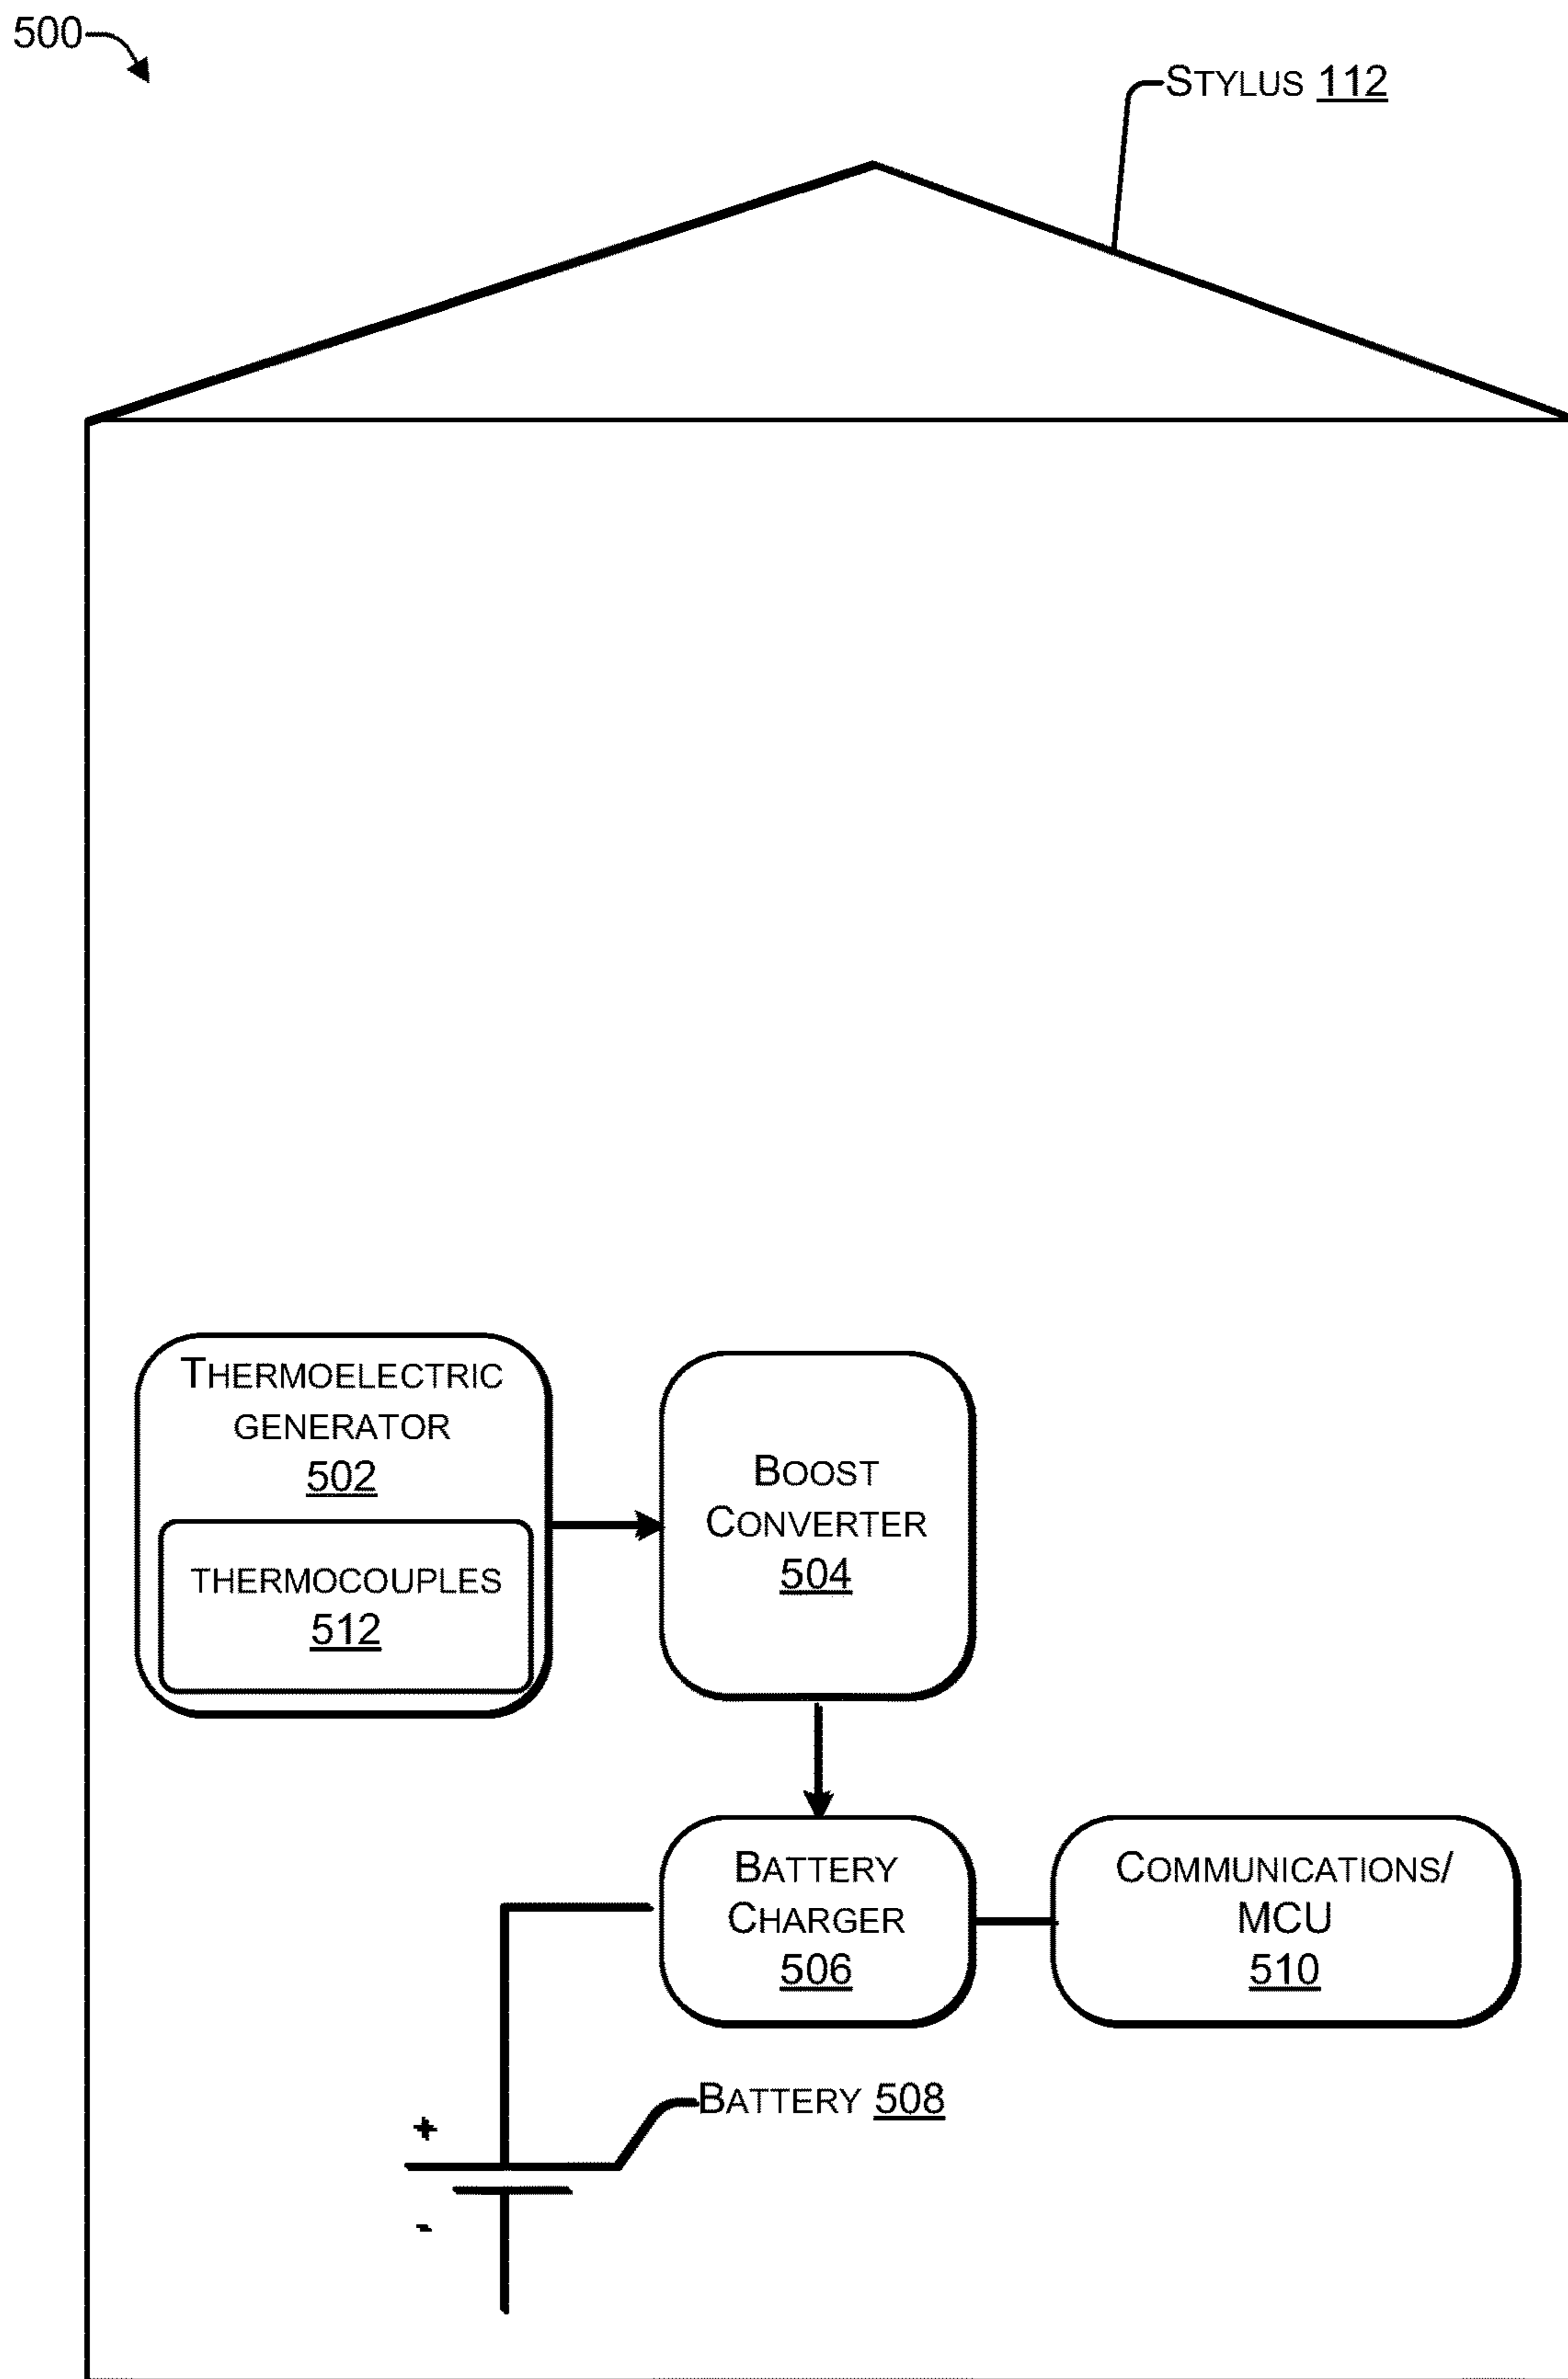 500
STYLUS 112
THERMOELECTRIC
GENERATOR
502
THERMOCOUPLES
512
BOOST
CONVERTER
504
BATTERY
CHARGER
506
COMMUNICATIONS/
MCU
510
BATTERY 508
+
-